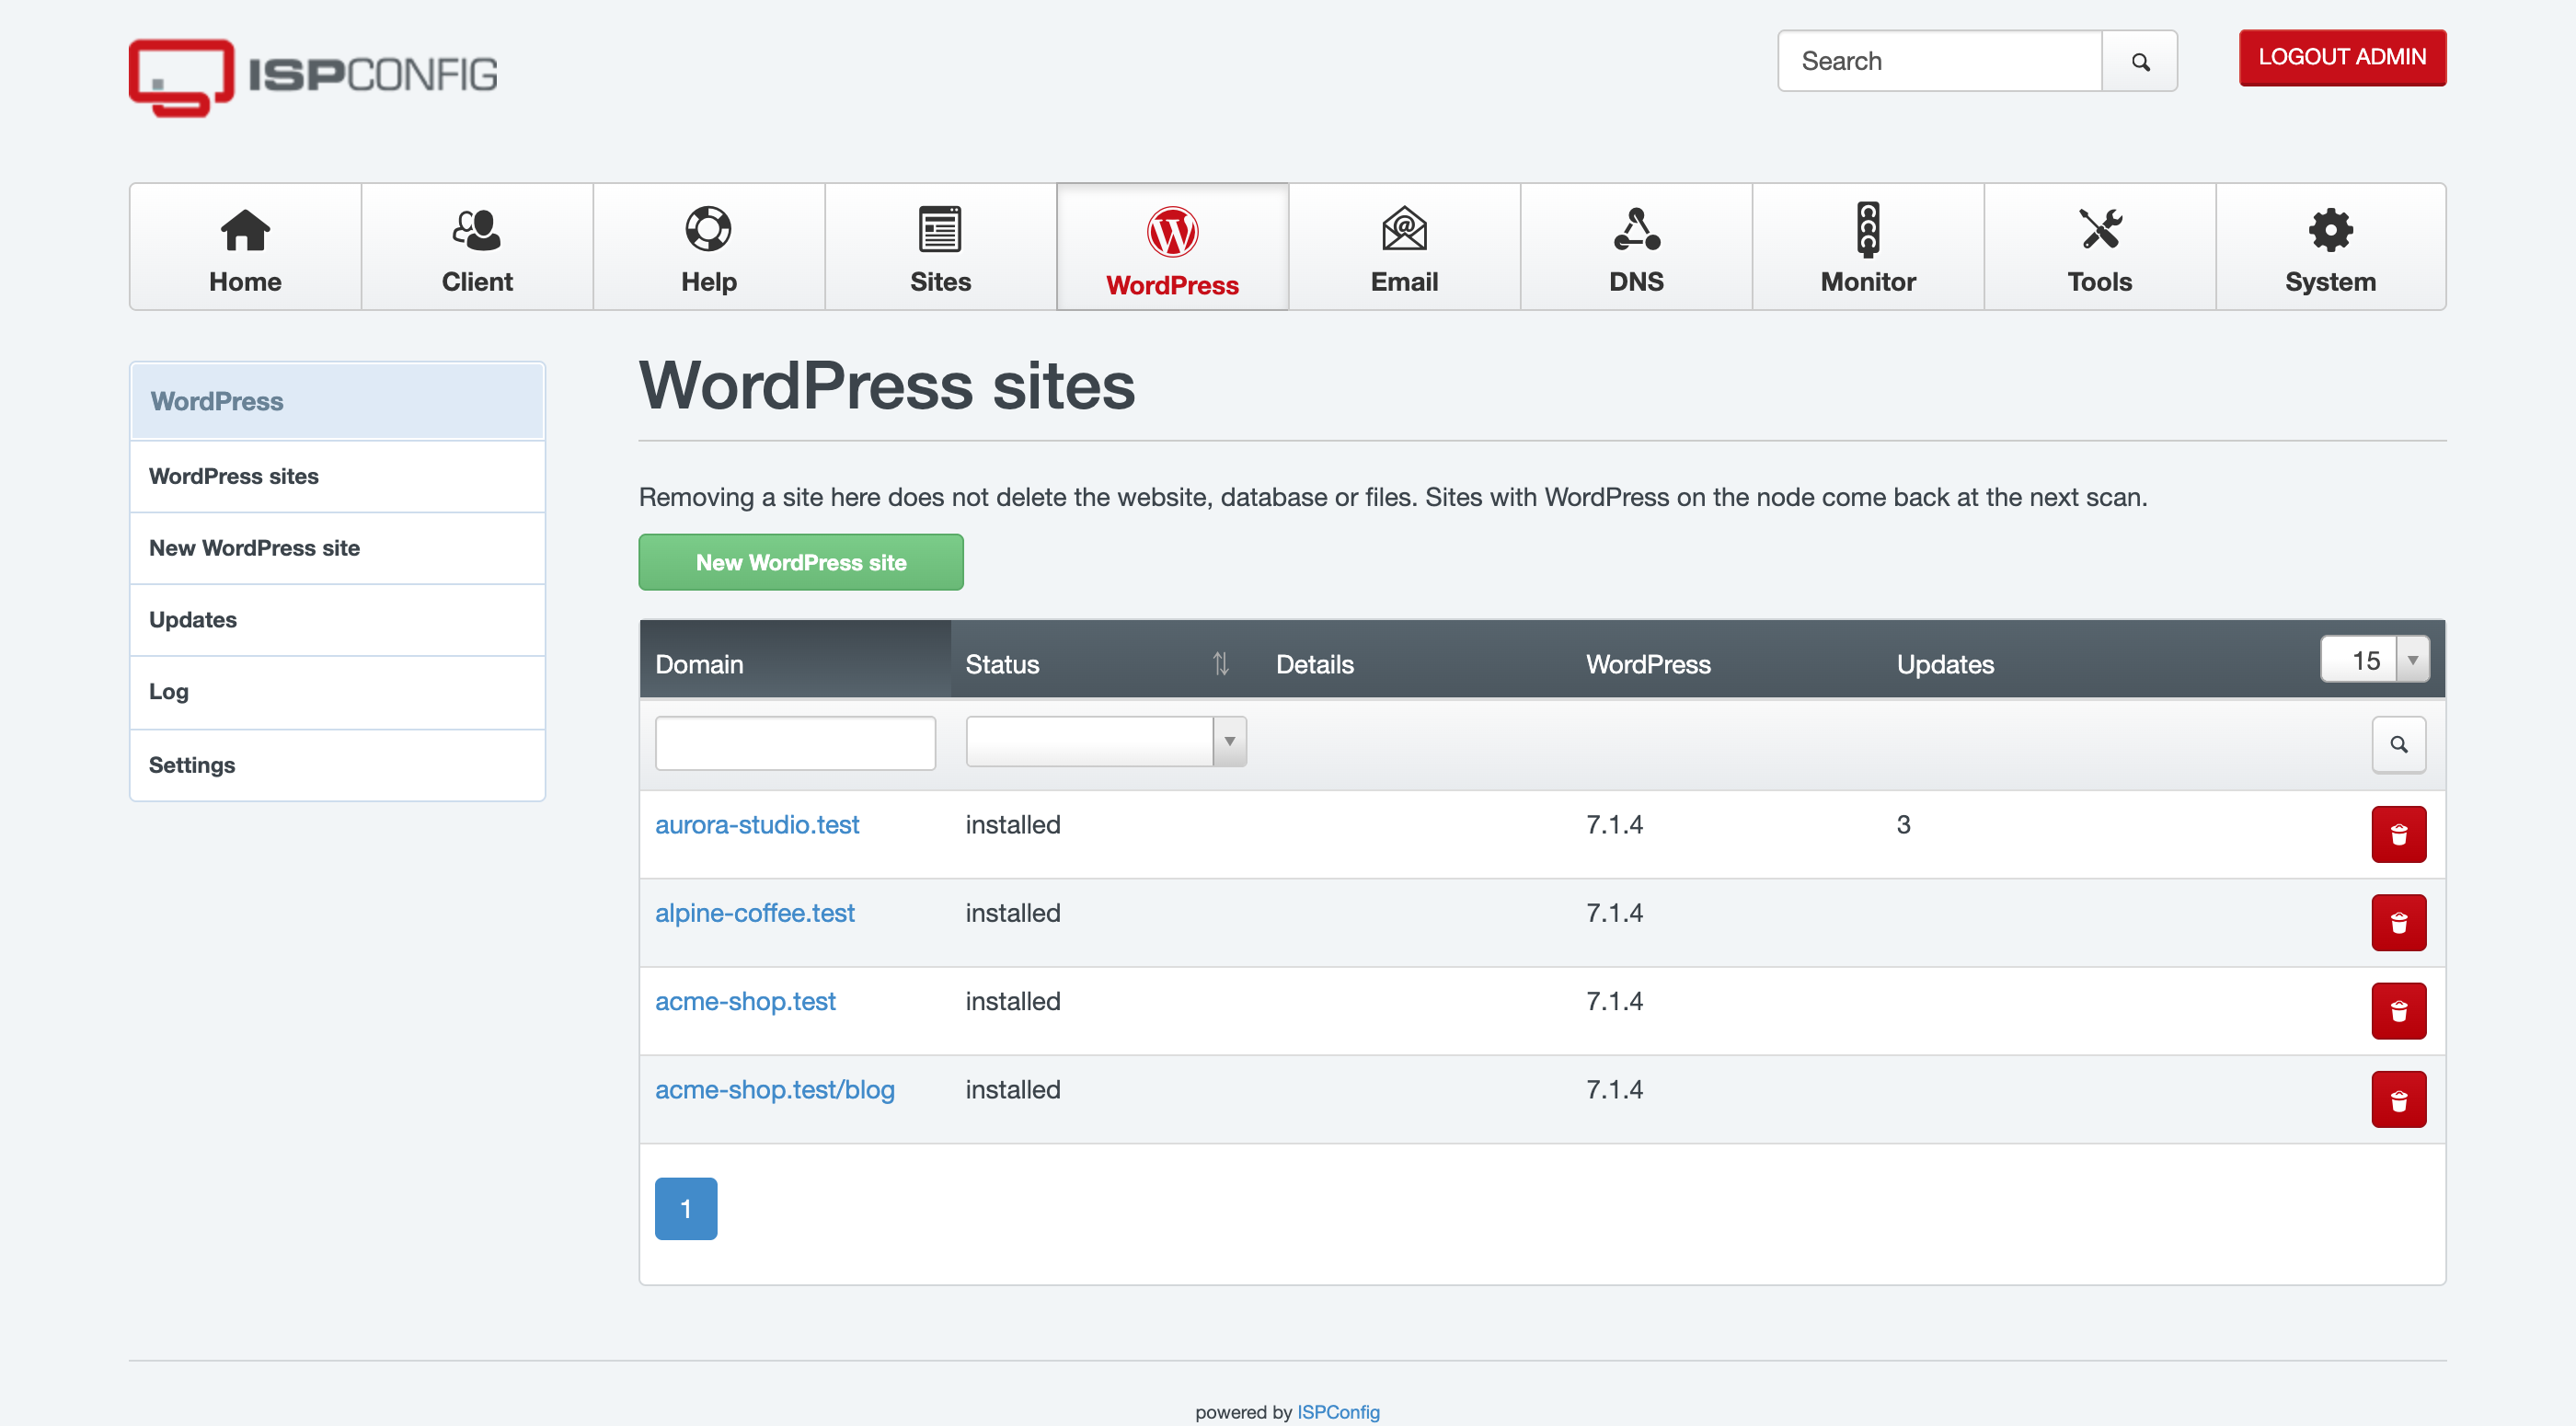 ISPCONFIG
Search
LOGOUT ADMIN
Home
Client
Help
Sites
WordPress
Email
DNS
Monitor
Tools
System
WordPress
WordPress sites
New WordPress site
Updates
Log
Settings
WordPress sites
Removing a site here does not delete the website, database or files. Sites with WordPress on the node come back at the next scan.
New WordPress site
Domain Status Details WordPress Updates 15
aurora-studio.test installed 7.1.4 3
alpine-coffee.test installed 7.1.4
acme-shop.test installed 7.1.4
acme-shop.test/blog installed 7.1.4
1
powered by ISPConfig